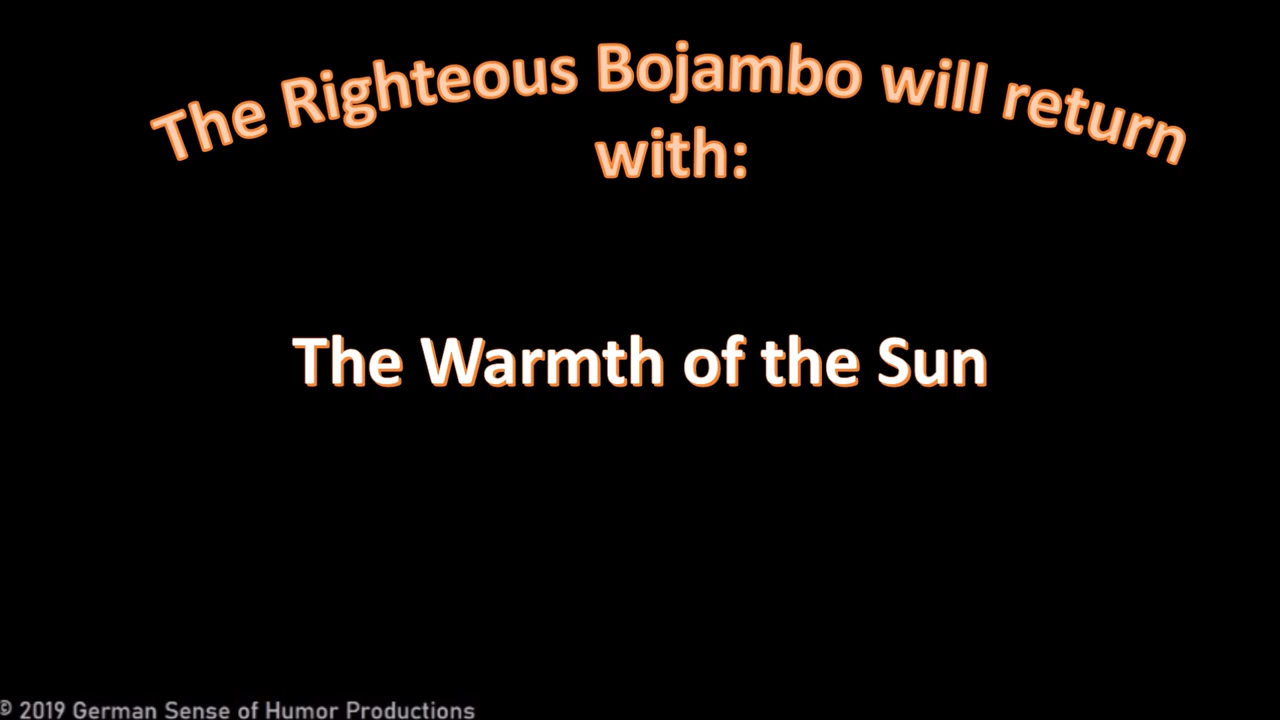 The Righteous Bojambo will return
with:
The Warmth of the Sun
© 2019 German Sense of Humor Productions